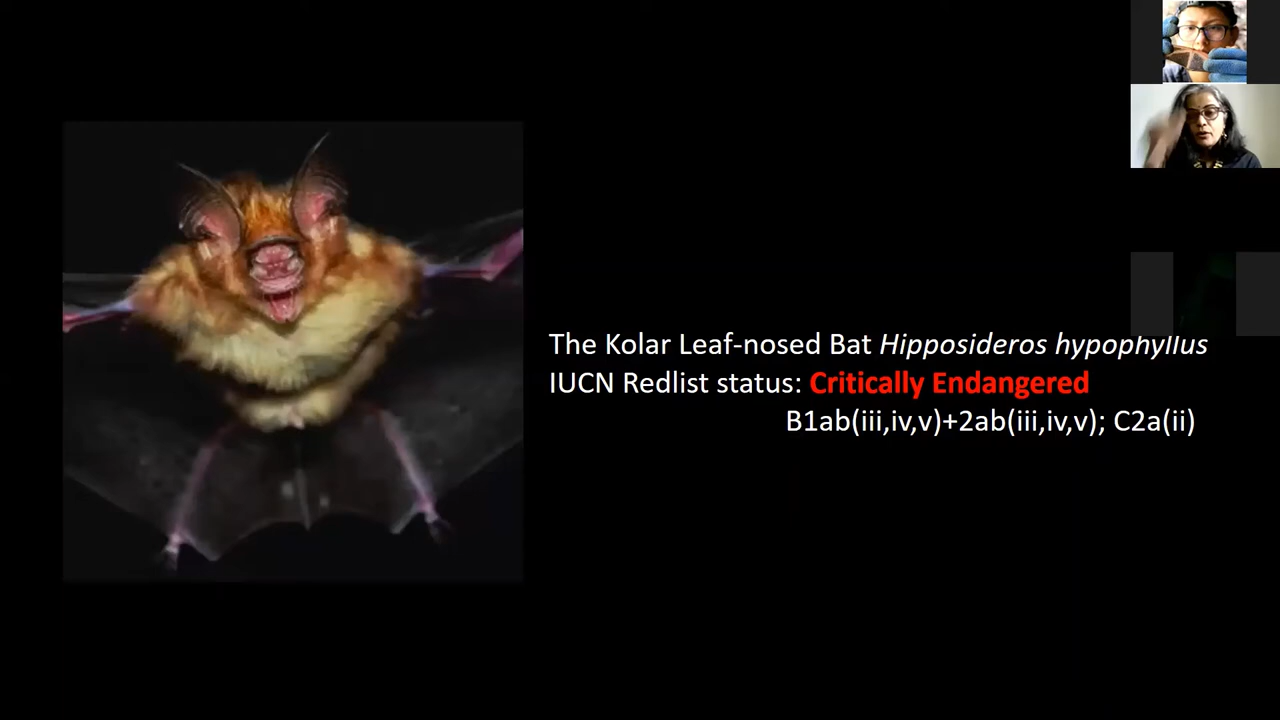 The Kolar Leaf-nosed Bat Hipposideros hypophyllus
IUCN Redlist status: Critically Endangered
B1ab(iii,iv,v)+2ab(iii,iv,v); C2a(ii)